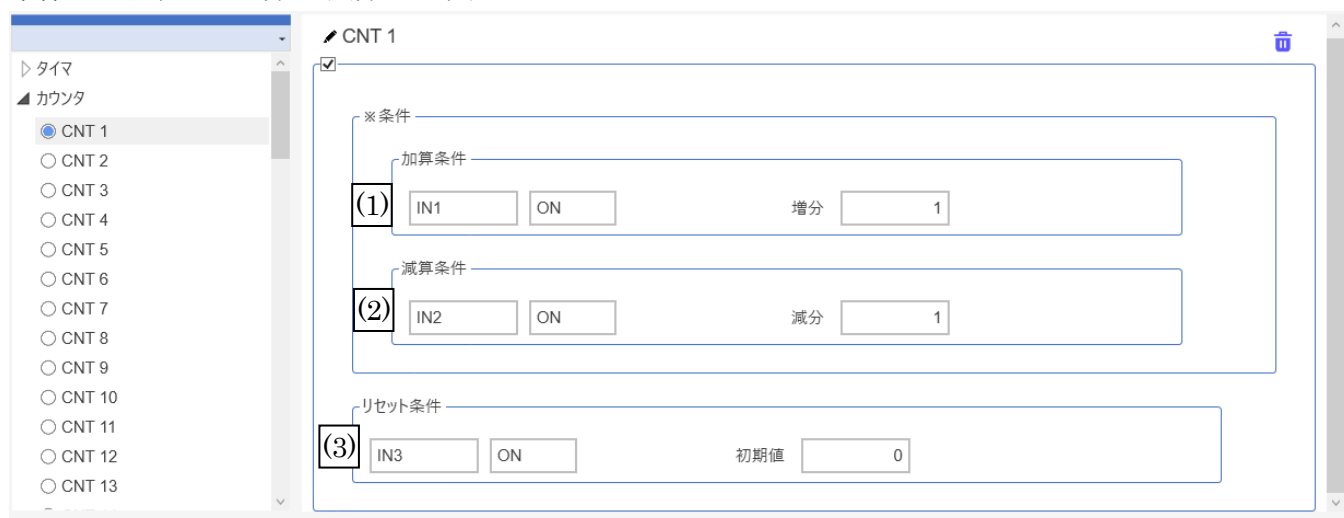 CNT 1
タイマ
カウンタ
CNT 1
CNT 2
CNT 3
CNT 4
CNT 5
CNT 6
CNT 7
CNT 8
CNT 9
CNT 10
CNT 11
CNT 12
CNT 13
※条件
加算条件
(1) IN1 ON 増分 1
減算条件
(2) IN2 ON 減分 1
リセット条件
(3) IN3 ON 初期値 0